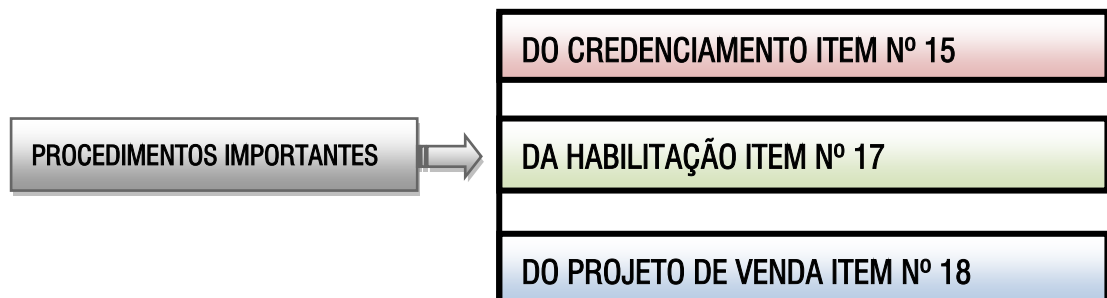 DO CREDENCIAMENTO ITEM Nº 15
PROCEDIMENTOS IMPORTANTES
DA HABILITAÇÃO ITEM Nº 17
DO PROJETO DE VENDA ITEM Nº 18